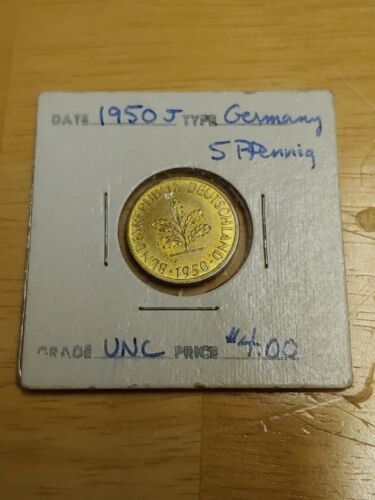 DATE 1950 J TYPE Germany
5 Pfennig
BUNDESREPUBLIK DEUTSCHLAND
1950
GRADE UNC PRICE $4.00